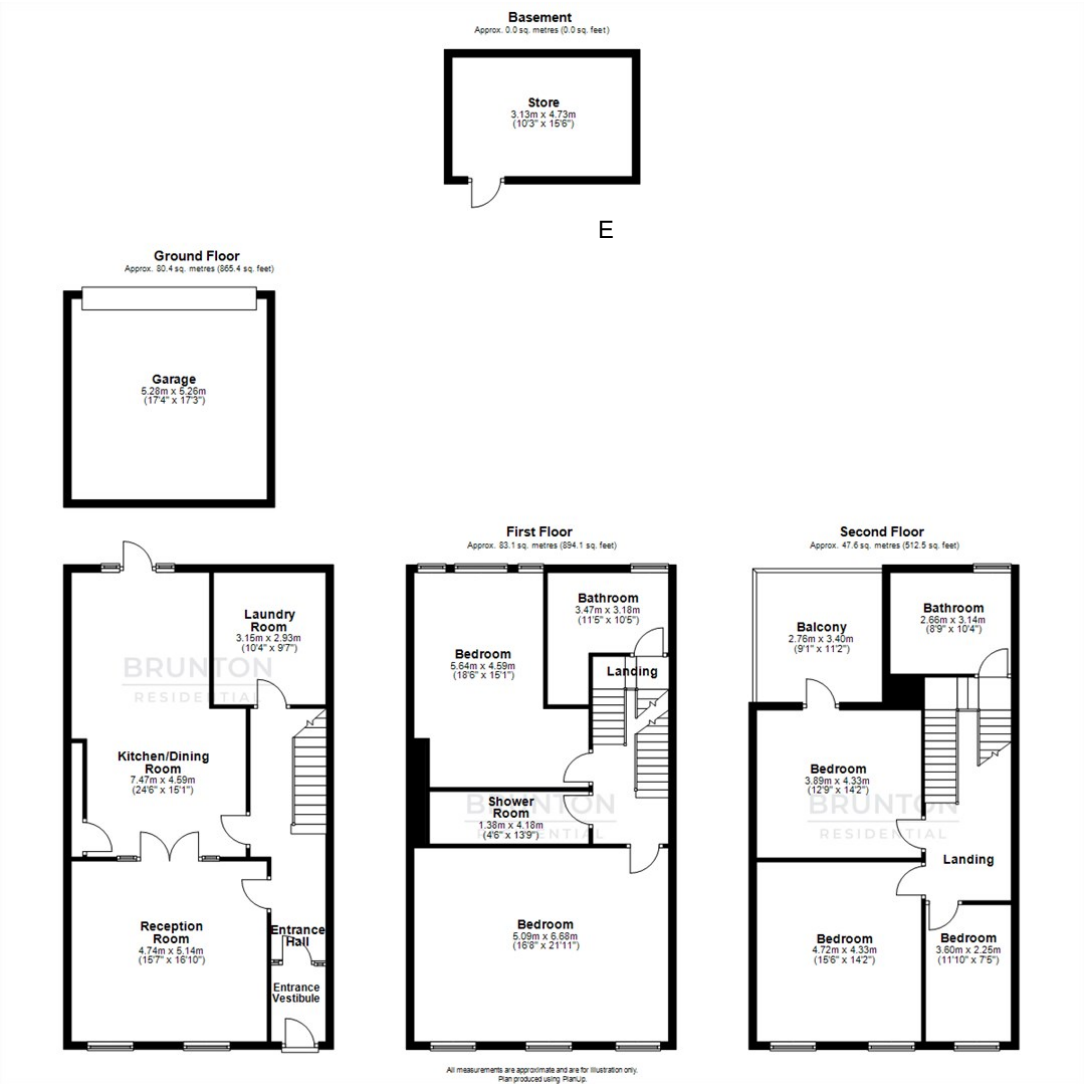 Basement
Approx. 0.0 sq. metres (0.0 sq. feet)
Store
3.13m x 4.73m
(10'3" x 15'6")
E
Ground Floor
Approx. 80.4 sq. metres (865.4 sq. feet)
Garage
5.28m x 5.26m
(17'4" x 17'3")
Laundry
Room
3.15m x 2.93m
(10'4" x 9'7")
BRUNTON
RESIDENTIAL
Kitchen/Dining
Room
7.47m x 4.59m
(24'6" x 15'1")
Reception
Room
4.74m x 5.14m
(15'7" x 16'10")
Entrance
Hall
Entrance
Vestibule
First Floor
Approx. 83.1 sq. metres (894.1 sq. feet)
Bathroom
3.47m x 3.18m
(11'5" x 10'5")
Bedroom
5.64m x 4.59m
(18'6" x 15'1")
Landing
Shower
Room
1.38m x 4.18m
(4'6" x 13'9")
BRUNTON
RESIDENTIAL
Bedroom
5.09m x 6.68m
(16'8" x 21'11")
Second Floor
Approx. 47.6 sq. metres (512.5 sq. feet)
Balcony
2.76m x 3.40m
(9'1" x 11'2")
Bathroom
2.66m x 3.14m
(8'9" x 10'4")
Bedroom
3.89m x 4.33m
(12'9" x 14'2")
BRUNTON
RESIDENTIAL
Landing
Bedroom
4.72m x 4.33m
(15'6" x 14'2")
Bedroom
3.60m x 2.25m
(11'10" x 7'5")
All measurements are approximate and are for illustration only.
Plan produced using PlanUp.